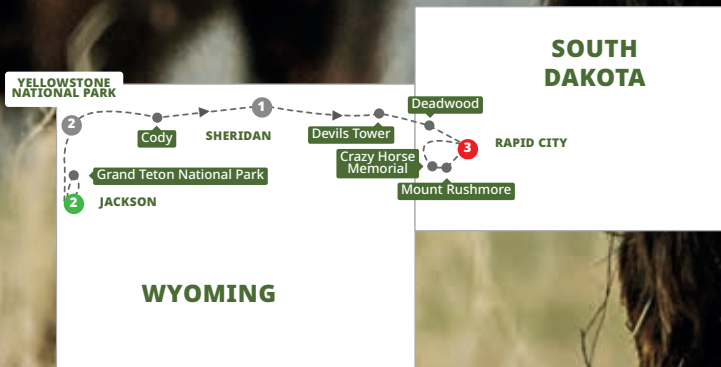 SOUTH
DAKOTA
YELLOWSTONE
NATIONAL PARK
2
Cody
1
SHERIDAN
Devils Tower
Deadwood
3
RAPID CITY
Crazy Horse
Memorial
Mount Rushmore
Grand Teton National Park
2
JACKSON
WYOMING